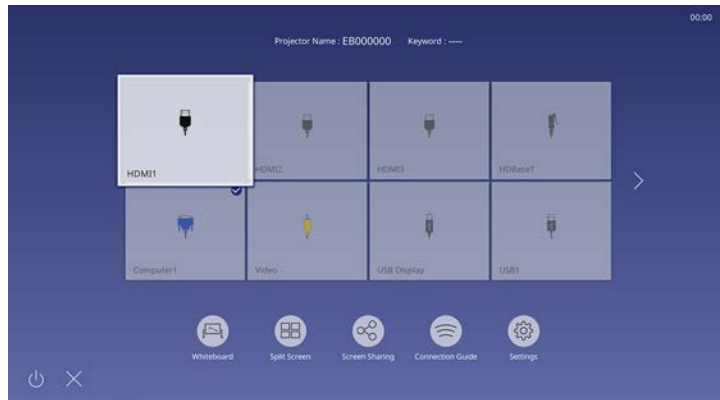 00:00
Projector Name : EB000000 Keyword : ----
HDMI1
HDMI2
HDMI3
HDBaseT
Computer1
Video
USB Display
USB1
Whiteboard
Split Screen
Screen Sharing
Connection Guide
Settings